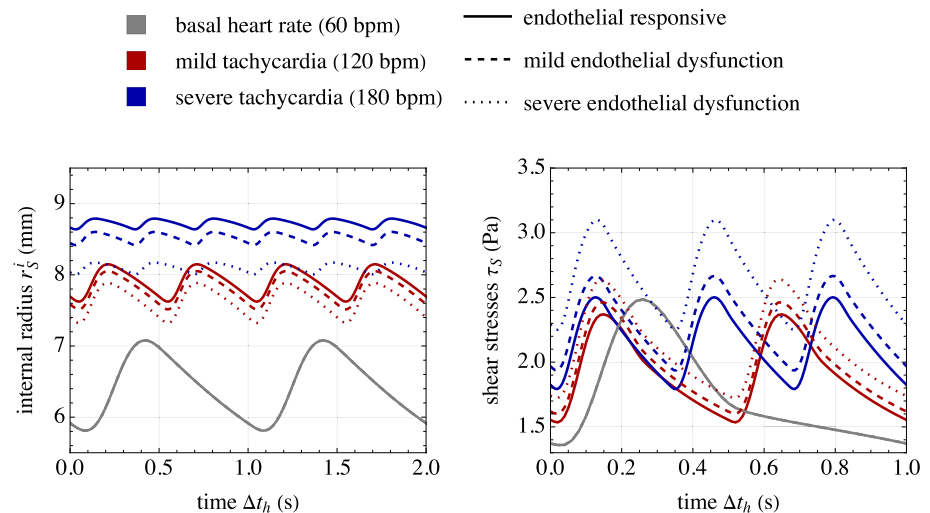 basal heart rate (60 bpm)
mild tachycardia (120 bpm)
severe tachycardia (180 bpm)
endothelial responsive
mild endothelial dysfunction
severe endothelial dysfunction
internal radius r_S^i (mm)
9
8
7
6
0.0 0.5 1.0 1.5 2.0
time Δt_h (s)
shear stresses τ_S (Pa)
3.5
3.0
2.5
2.0
1.5
0.0 0.2 0.4 0.6 0.8 1.0
time Δt_h (s)